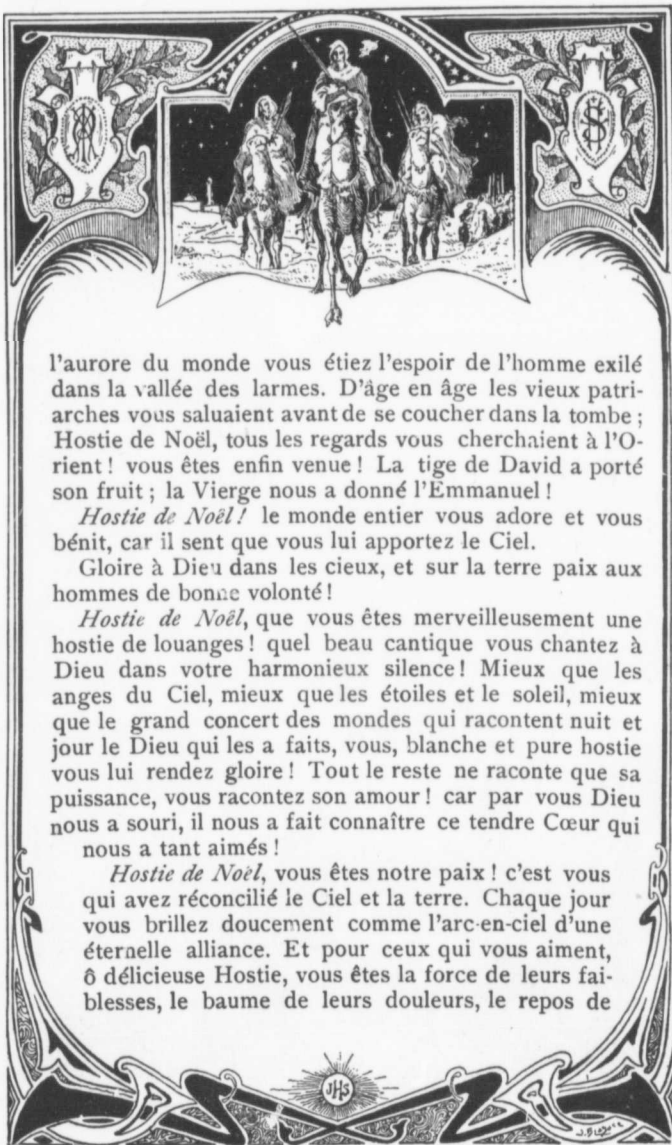 l'aurore du monde vous étiez l'espoir de l'homme exilé
dans la vallée des larmes. D'âge en âge les vieux patri-
arches vous saluaient avant de se coucher dans la tombe ;
Hostie de Noël, tous les regards vous cherchaient à l'O-
rient ! vous êtes enfin venue ! La tige de David a porté
son fruit ; la Vierge nous a donné l'Emmanuel !
Hostie de Noël ! le monde entier vous adore et vous
bénit, car il sent que vous lui apportez le Ciel.
Gloire à Dieu dans les cieux, et sur la terre paix aux
hommes de bonne volonté !
Hostie de Noël, que vous êtes merveilleusement une
hostie de louanges ! quel beau cantique vous chantez à
Dieu dans votre harmonieux silence ! Mieux que les
anges du Ciel, mieux que les étoiles et le soleil, mieux
que le grand concert des mondes qui racontent nuit et
jour le Dieu qui les a faits, vous, blanche et pure hostie
vous lui rendez gloire ! Tout le reste ne raconte que sa
puissance, vous racontez son amour ! car par vous Dieu
nous a souri, il nous a fait connaître ce tendre Cœur qui
nous a tant aimés !
Hostie de Noël, vous êtes notre paix ! c'est vous
qui avez réconcilié le Ciel et la terre. Chaque jour
vous brillez doucement comme l'arc-en-ciel d'une
éternelle alliance. Et pour ceux qui vous aiment,
ô délicieuse Hostie, vous êtes la force de leurs fai-
blesses, le baume de leurs douleurs, le repos de
JHS